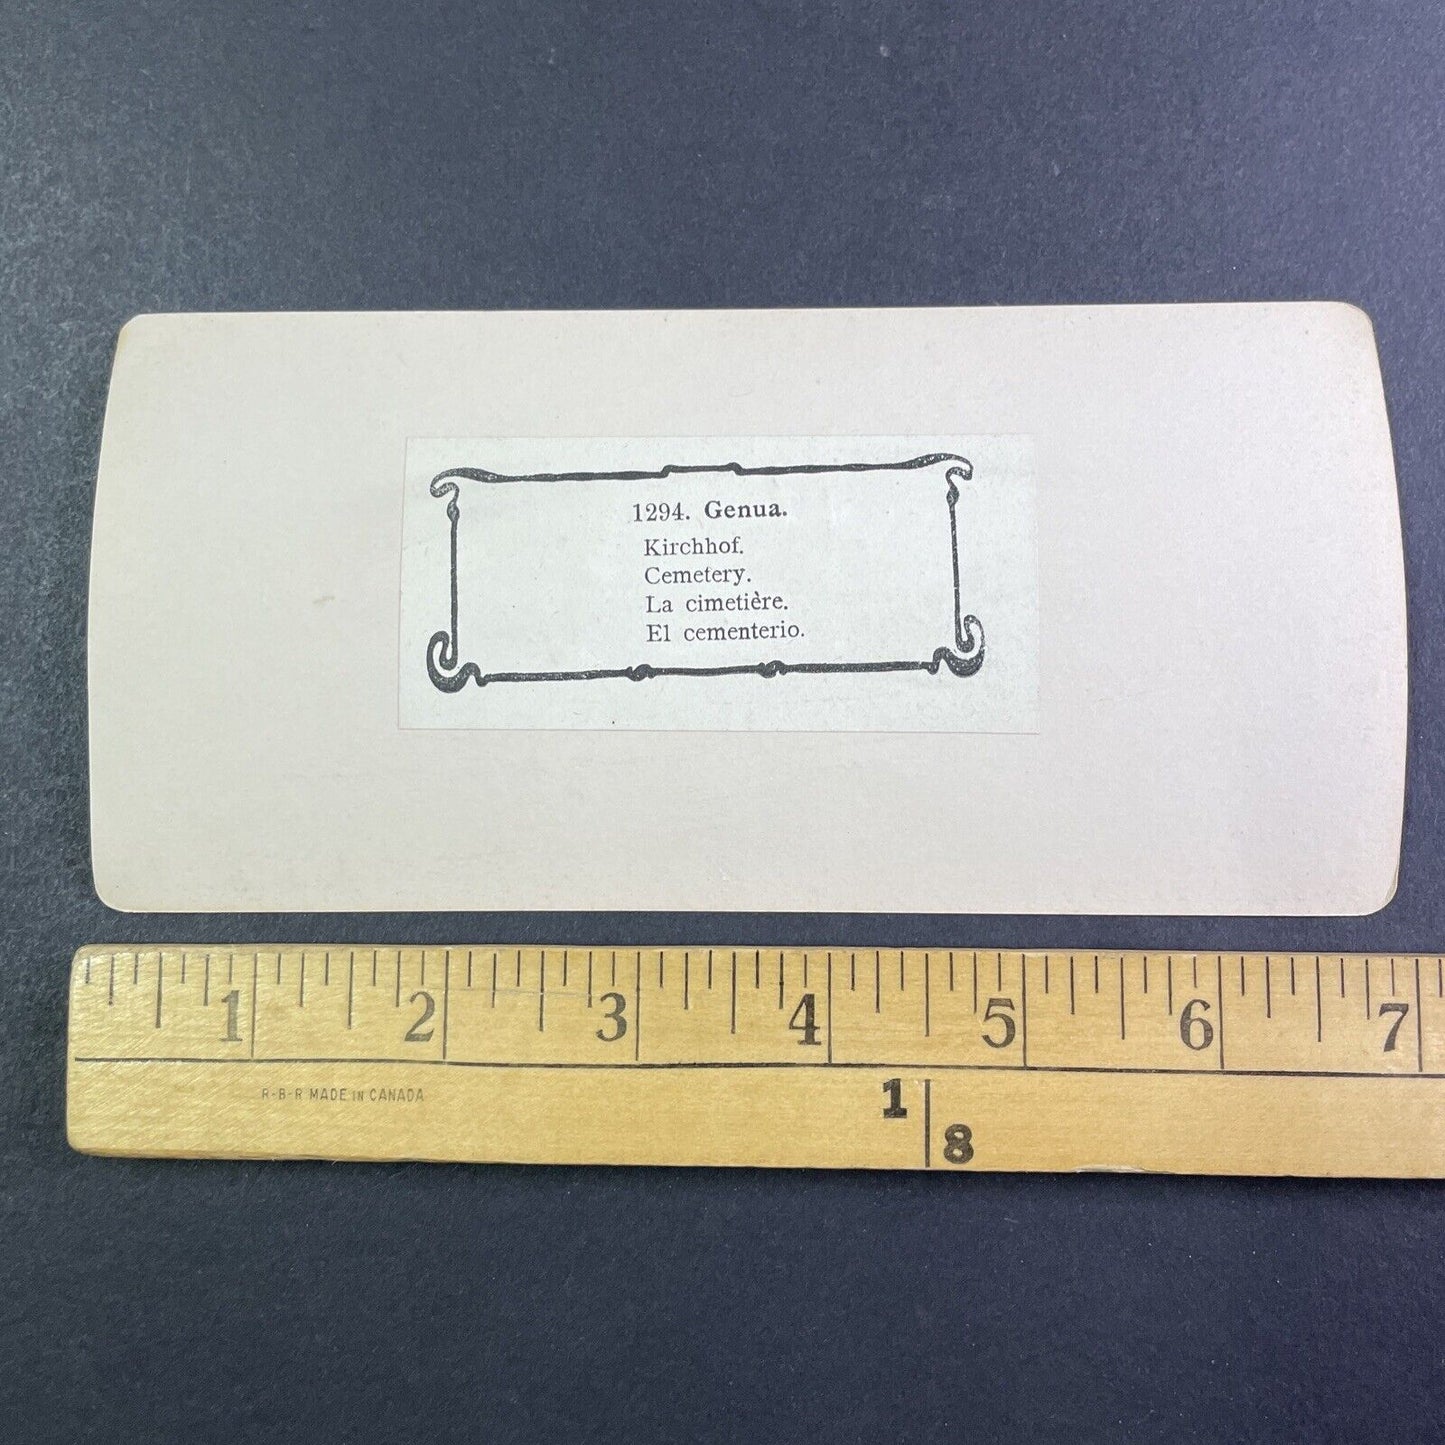 1294. Genua.
Kirchhof.
Cemetery.
La cimetière.
El cementerio.
1 2 3 4 5 6 7
R-B-R MADE IN CANADA
1
8